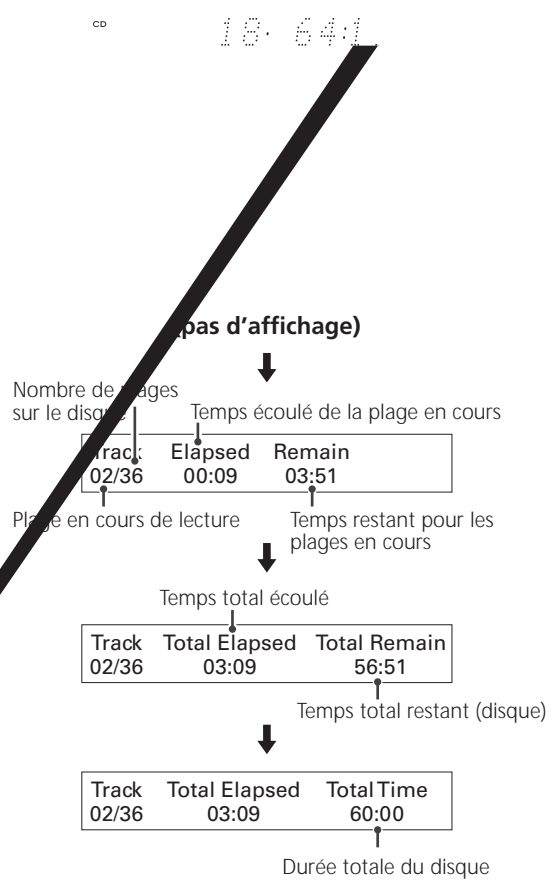 CD 18· 64:1
(pas d’affichage)
Nombre de plages
sur le disque
Temps écoulé de la plage en cours
Track Elapsed Remain
02/36 00:09 03:51
Plage en cours de lecture
Temps restant pour les
plages en cours
Temps total écoulé
Track Total Elapsed Total Remain
02/36 03:09 56:51
Temps total restant (disque)
Track Total Elapsed Total Time
02/36 03:09 60:00
Durée totale du disque